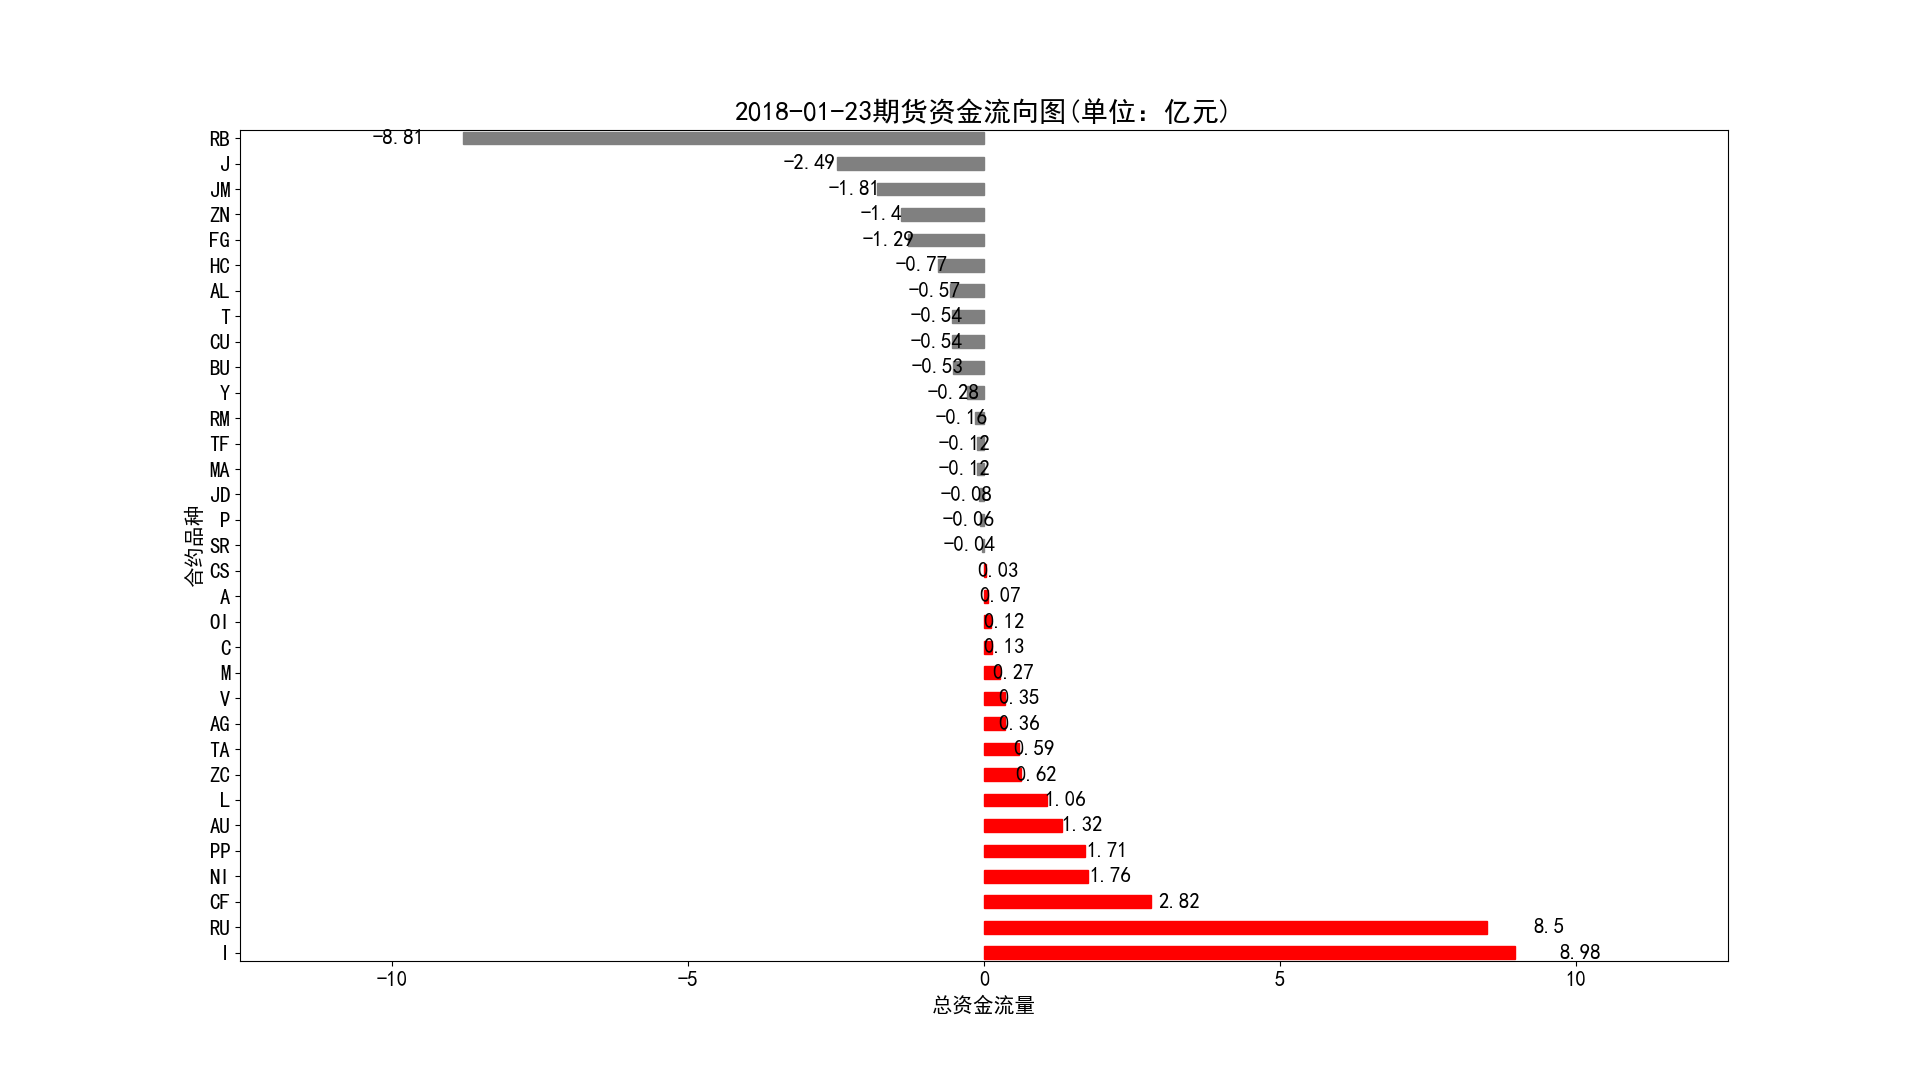 2018-01-23期货资金流向图(单位：亿元)
RB -8.81
J -2.49
JM -1.81
ZN -1.4
FG -1.29
HC -0.77
AL -0.57
T -0.54
CU -0.54
BU -0.53
Y -0.28
RM -0.16
TF -0.12
MA -0.12
JD -0.08
P -0.06
SR -0.04
合约品种
CS 0.03
A 0.07
OI 0.12
C 0.13
M 0.27
V 0.35
AG 0.36
TA 0.59
ZC 0.62
L 1.06
AU 1.32
PP 1.71
NI 1.76
CF 2.82
RU 8.5
I 8.98
-10 -5 0 5 10
总资金流量